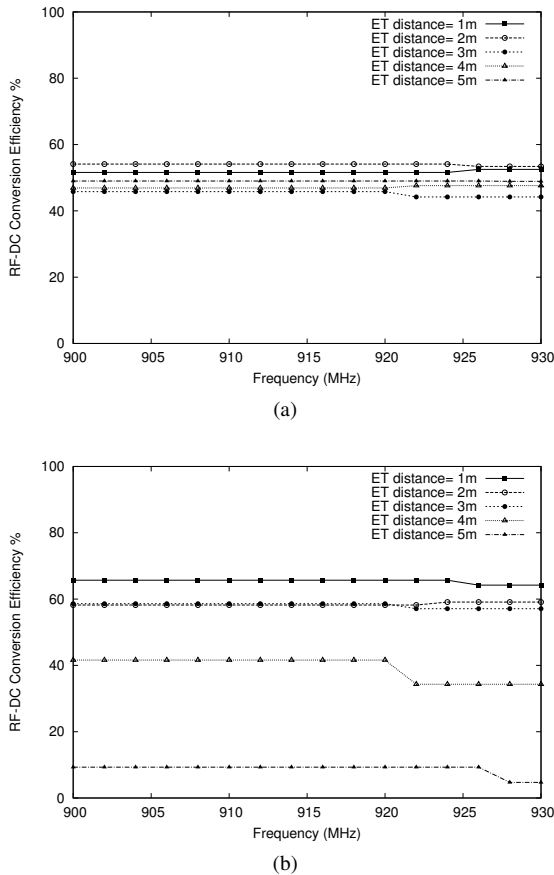 100
80
60
40
20
0
RF-DC Conversion Efficiency %
ET distance= 1m
ET distance= 2m
ET distance= 3m
ET distance= 4m
ET distance= 5m
900 905 910 915 920 925 930
Frequency (MHz)
(a)
100
80
60
40
20
0
RF-DC Conversion Efficiency %
ET distance= 1m
ET distance= 2m
ET distance= 3m
ET distance= 4m
ET distance= 5m
900 905 910 915 920 925 930
Frequency (MHz)
(b)